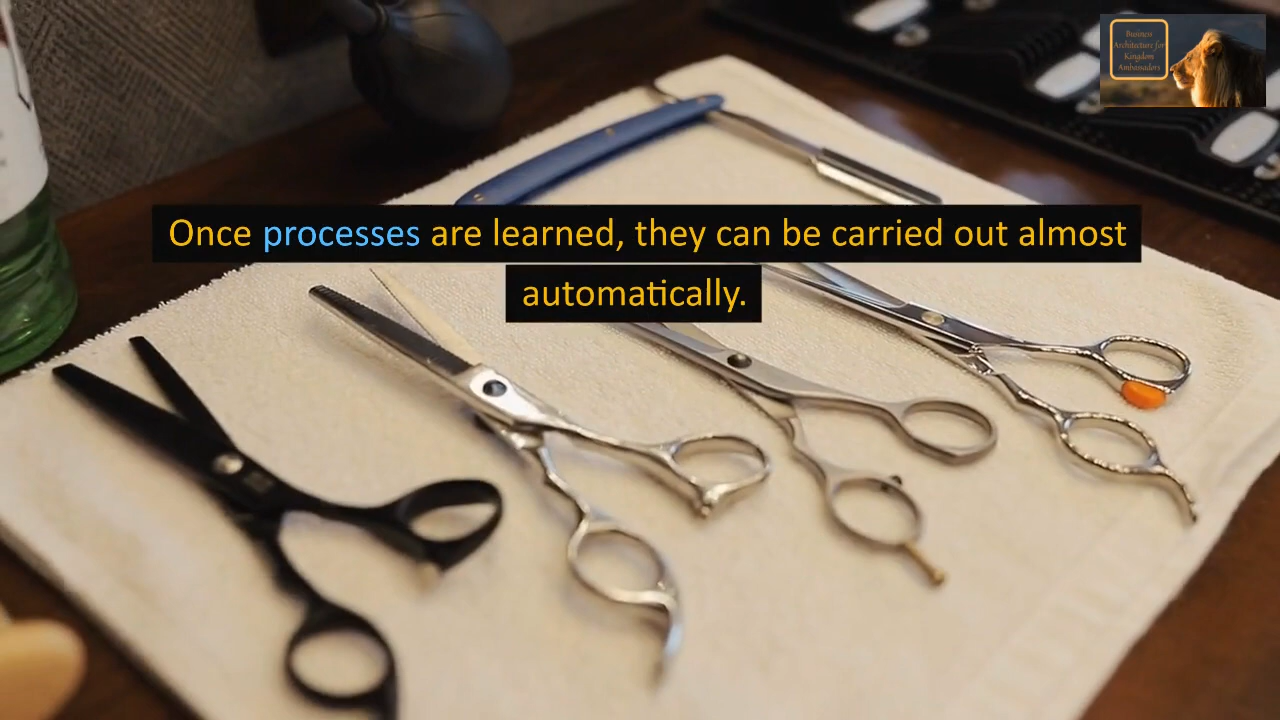 Business
Architecture for
Kingdom
Ambassadors
Once processes are learned, they can be carried out almost
automatically.